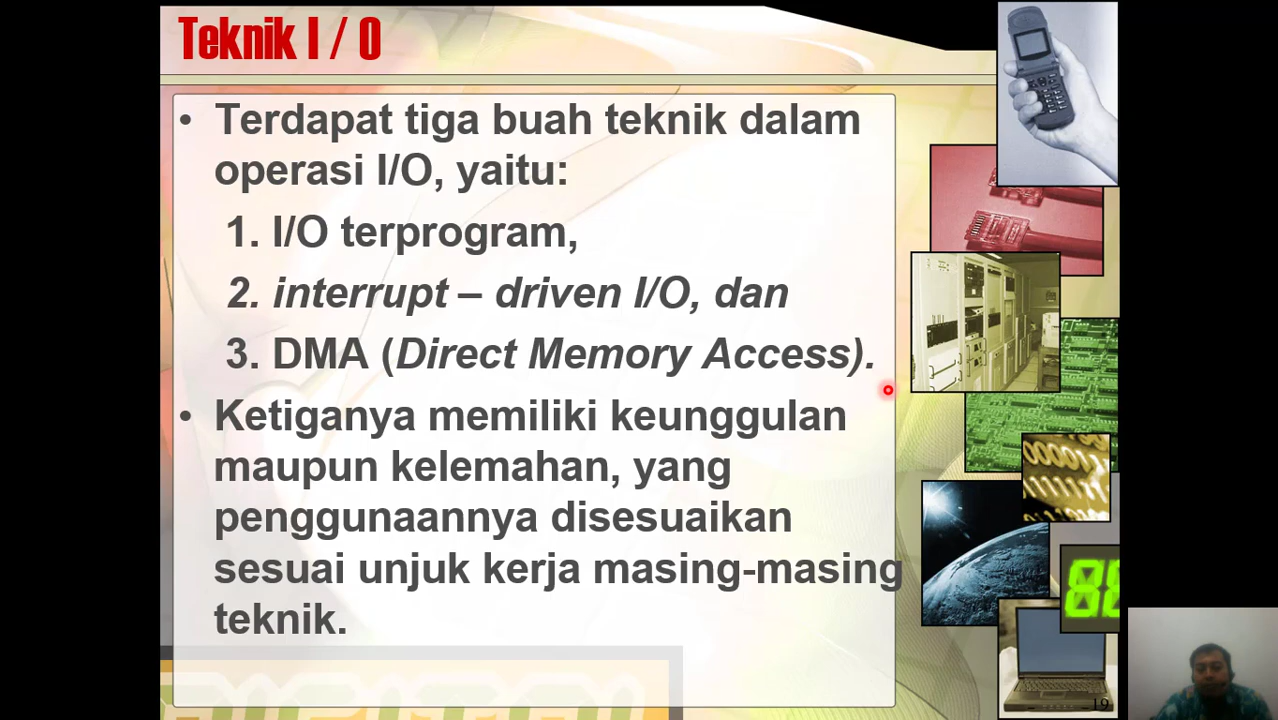 Teknik I / O
• Terdapat tiga buah teknik dalam
operasi I/O, yaitu:
1. I/O terprogram,
2. interrupt – driven I/O, dan
3. DMA (Direct Memory Access).
• Ketiganya memiliki keunggulan
maupun kelemahan, yang
penggunaannya disesuaikan
sesuai unjuk kerja masing-masing
teknik.
19